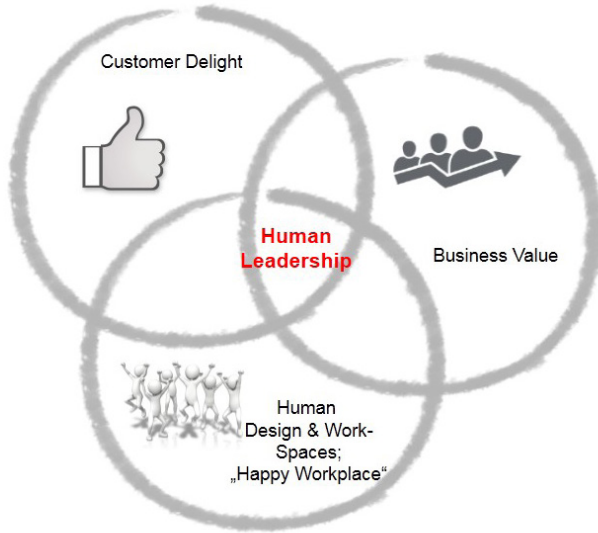 Customer Delight
Human
Leadership
Business Value
Human
Design & Work-
Spaces;
„Happy Workplace“